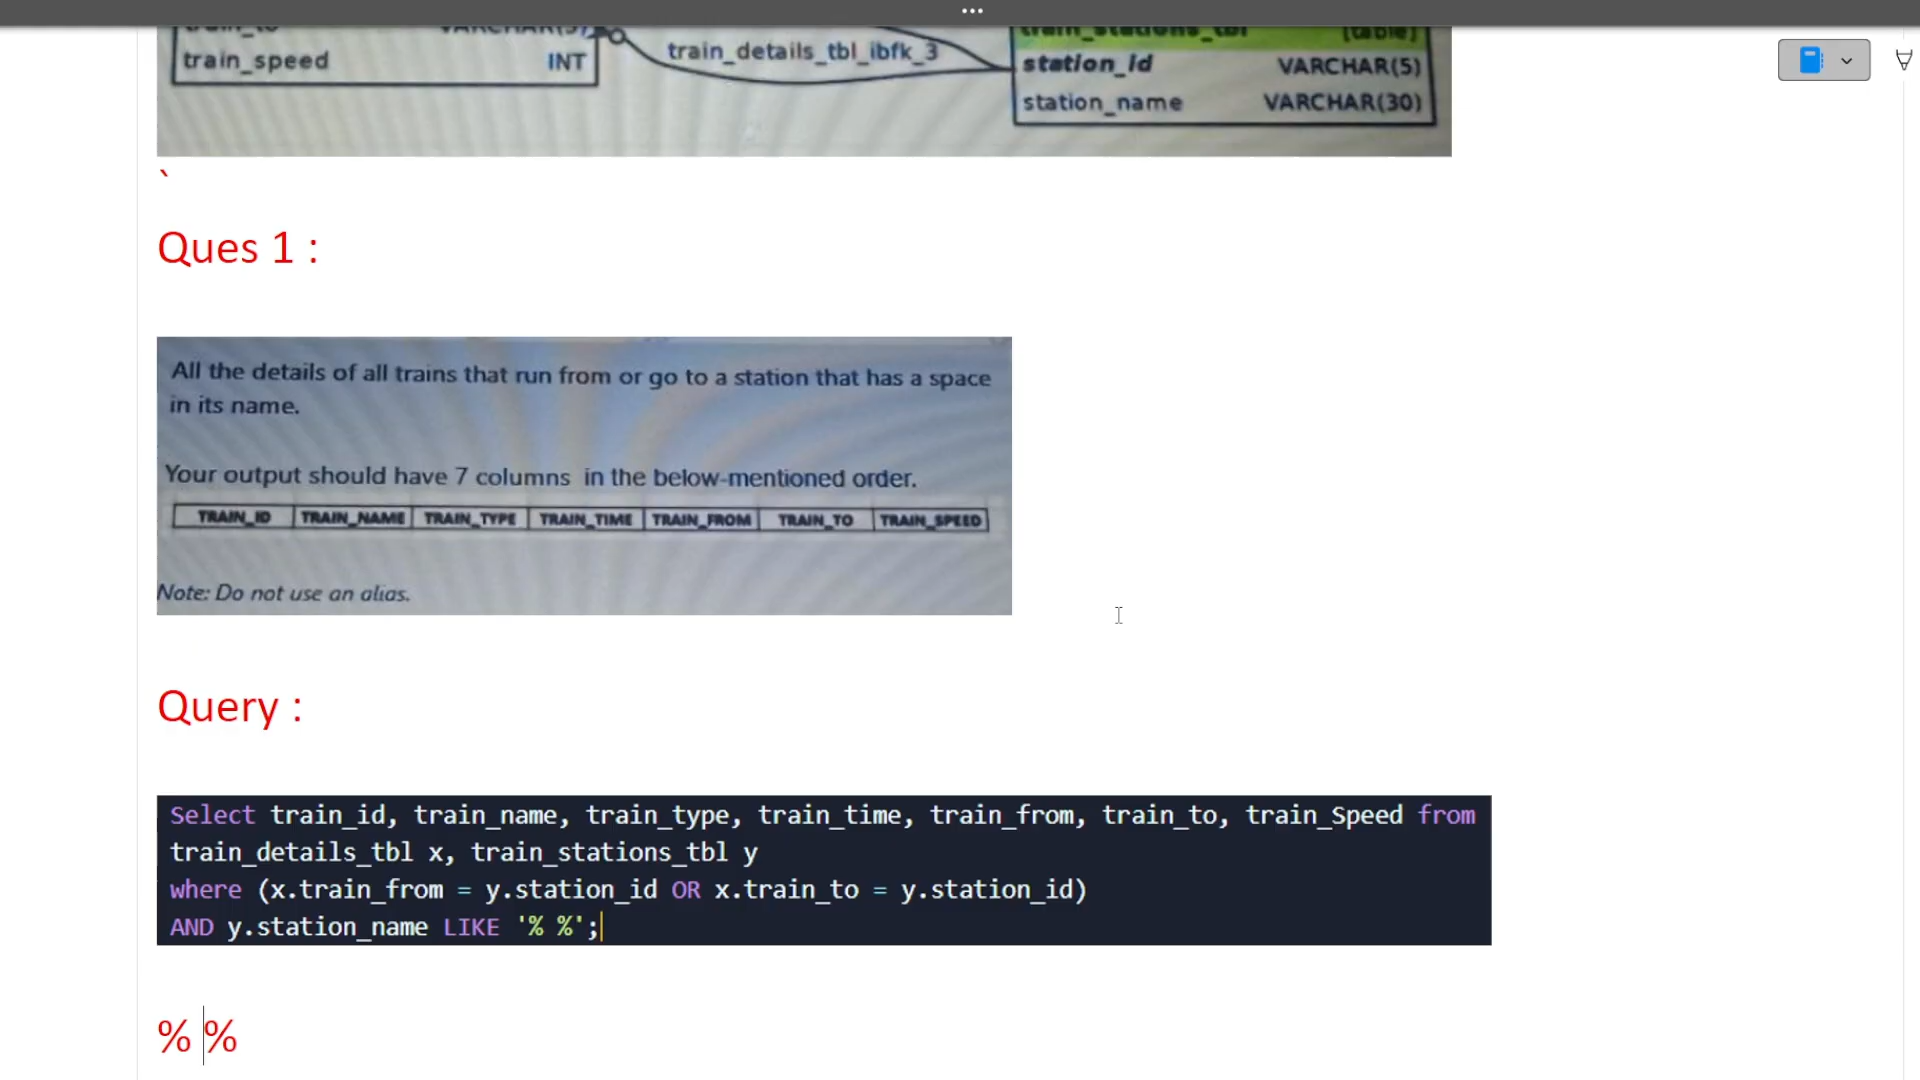 train_speed INT
train_details_tbl_ibfk_3
train_stations_tbl [table]
station_id VARCHAR(5)
station_name VARCHAR(30)
`
Ques 1 :
All the details of all trains that run from or go to a station that has a space
in its name.
Your output should have 7 columns in the below-mentioned order.
TRAIN_ID TRAIN_NAME TRAIN_TYPE TRAIN_TIME TRAIN_FROM TRAIN_TO TRAIN_SPEED
Note: Do not use an alias.
Query :
Select train_id, train_name, train_type, train_time, train_from, train_to, train_Speed from
train_details_tbl x, train_stations_tbl y
where (x.train_from = y.station_id OR x.train_to = y.station_id)
AND y.station_name LIKE '% %';
% %